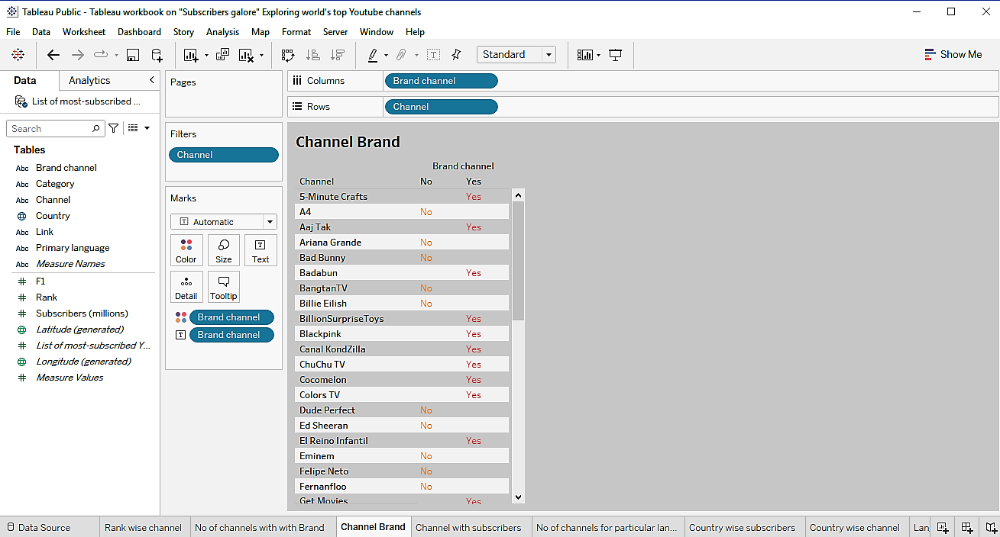 Tableau Public - Tableau workbook on "Subscribers galore" Exploring world's top Youtube channels
File Data Worksheet Dashboard Story Analysis Map Format Server Window Help
Standard
Show Me
Data
Analytics
List of most-subscribed ...
Search
Tables
Abc Brand channel
Abc Category
Abc Channel
Country
Abc Link
Abc Primary language
Abc Measure Names
F1
Rank
Subscribers (millions)
Latitude (generated)
List of most-subscribed Y...
Longitude (generated)
Measure Values
Pages
Filters
Channel
Marks
Automatic
Color Size Text
Detail Tooltip
Brand channel
Brand channel
Columns Brand channel
Rows Channel
Channel Brand
Brand channel
Channel No Yes
5-Minute Crafts Yes
A4 No
Aaj Tak Yes
Ariana Grande No
Bad Bunny No
Badabun Yes
BangtanTV No
Billie Eilish No
BillionSurpriseToys Yes
Blackpink Yes
Canal KondZilla Yes
ChuChu TV Yes
Cocomelon Yes
Colors TV Yes
Dude Perfect No
Ed Sheeran No
El Reino Infantil Yes
Eminem No
Felipe Neto No
Fernanfloo No
Get Movies Yes
Data Source Rank wise channel No of channels with with Brand Channel Brand Channel with subscribers No of channels for particular lan... Country wise subscribers Country wise channel Lan